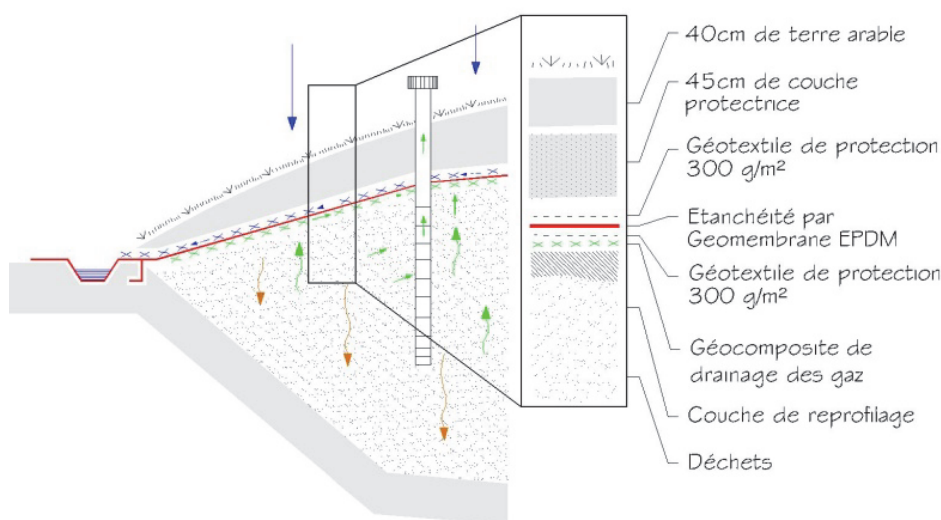 40cm de terre arable
45cm de couche
protectrice
Géotextile de protection
300 g/m²
Etanchéité par
Geomembrane EPDM
Géotextile de protection
300 g/m²
Géocomposite de
drainage des gaz
Couche de reprofilage
Déchets